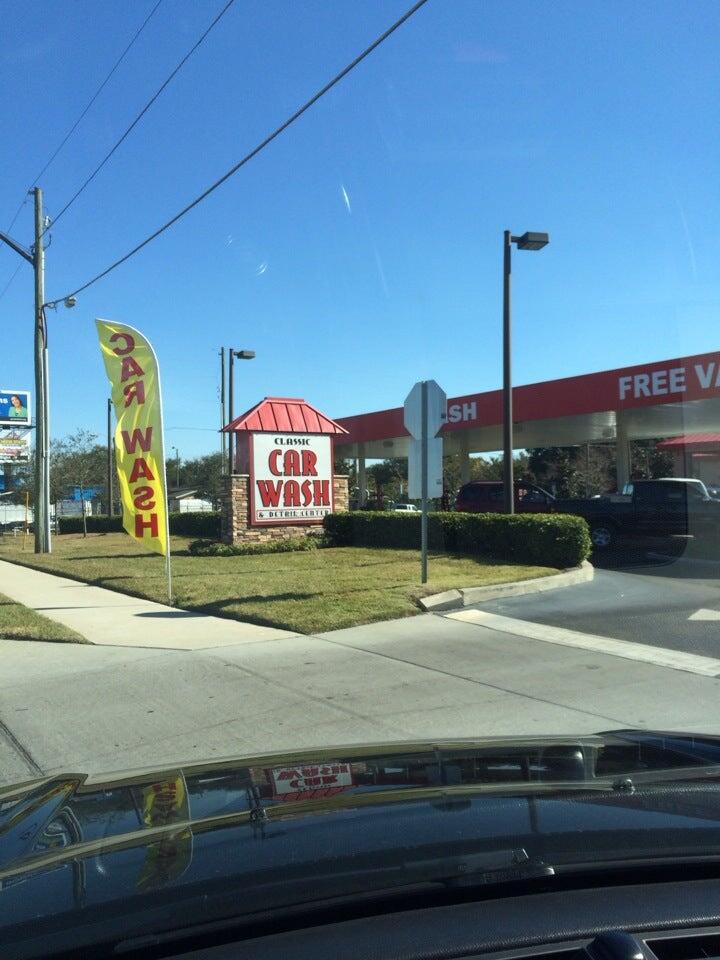 CAR WASH
CLASSIC
CAR
WASH
& DETAIL CENTER
SH
FREE VA